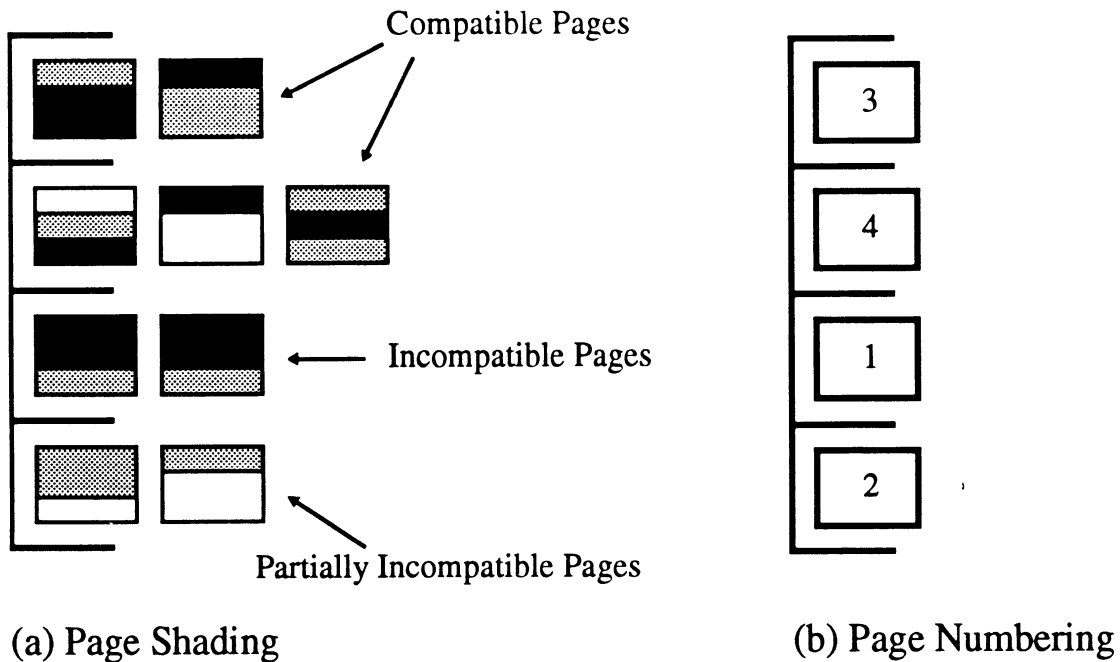 Compatible Pages
3
4
Incompatible Pages
1
2
Partially Incompatible Pages
(a) Page Shading
(b) Page Numbering